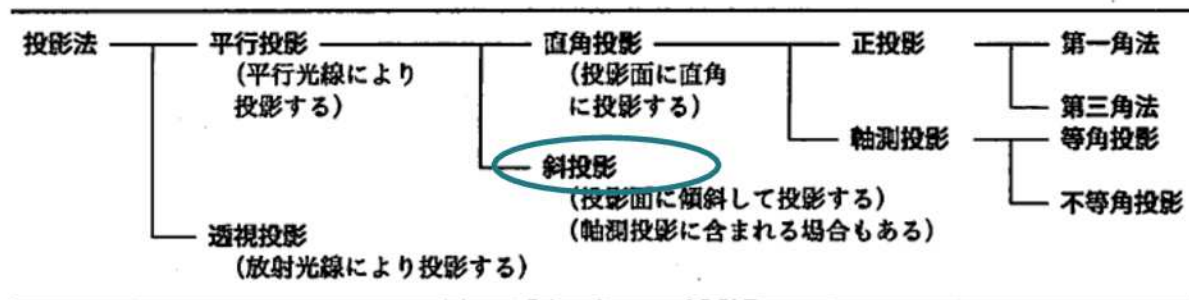 投影法 平行投影 直角投影 正投影 第一角法
(平行光線により (投影面に直角
投影する) に投影する) 第三角法
軸測投影 等角投影
斜投影
(投影面に傾斜して投影する) 不等角投影
透視投影 (軸測投影に含まれる場合もある)
(放射光線により投影する)